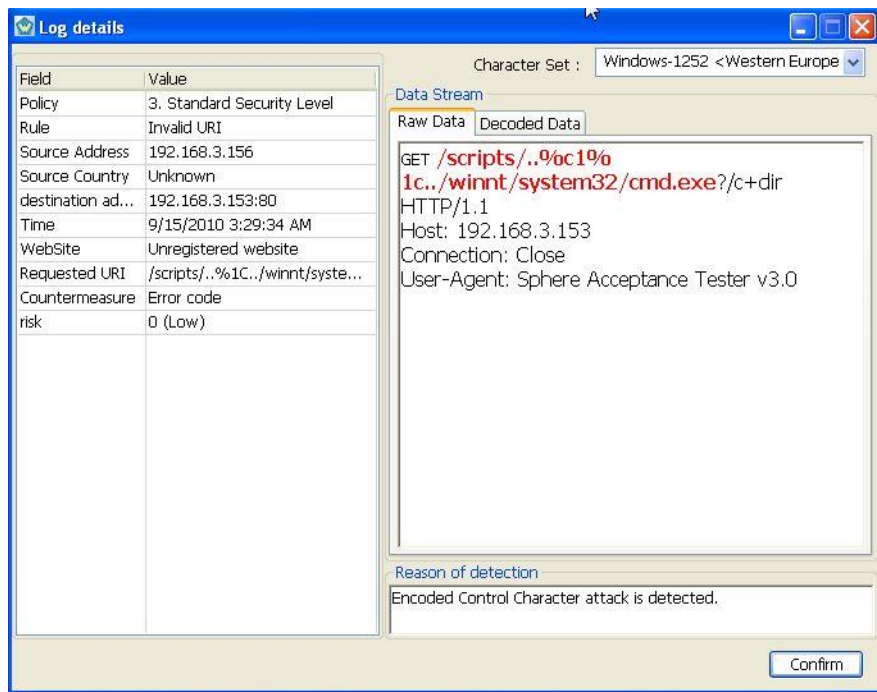 Log details
Character Set :
Windows-1252 <Western Europe
Field Value
Policy 3. Standard Security Level
Rule Invalid URI
Source Address 192.168.3.156
Source Country Unknown
destination ad... 192.168.3.153:80
Time 9/15/2010 3:29:34 AM
WebSite Unregistered website
Requested URI /scripts/..%1C../winnt/syste...
Countermeasure Error code
risk 0 (Low)
Data Stream
Raw Data Decoded Data
GET /scripts/..%c1%
1c../winnt/system32/cmd.exe?/c+dir
HTTP/1.1
Host: 192.168.3.153
Connection: Close
User-Agent: Sphere Acceptance Tester v3.0
Reason of detection
Encoded Control Character attack is detected.
Confirm